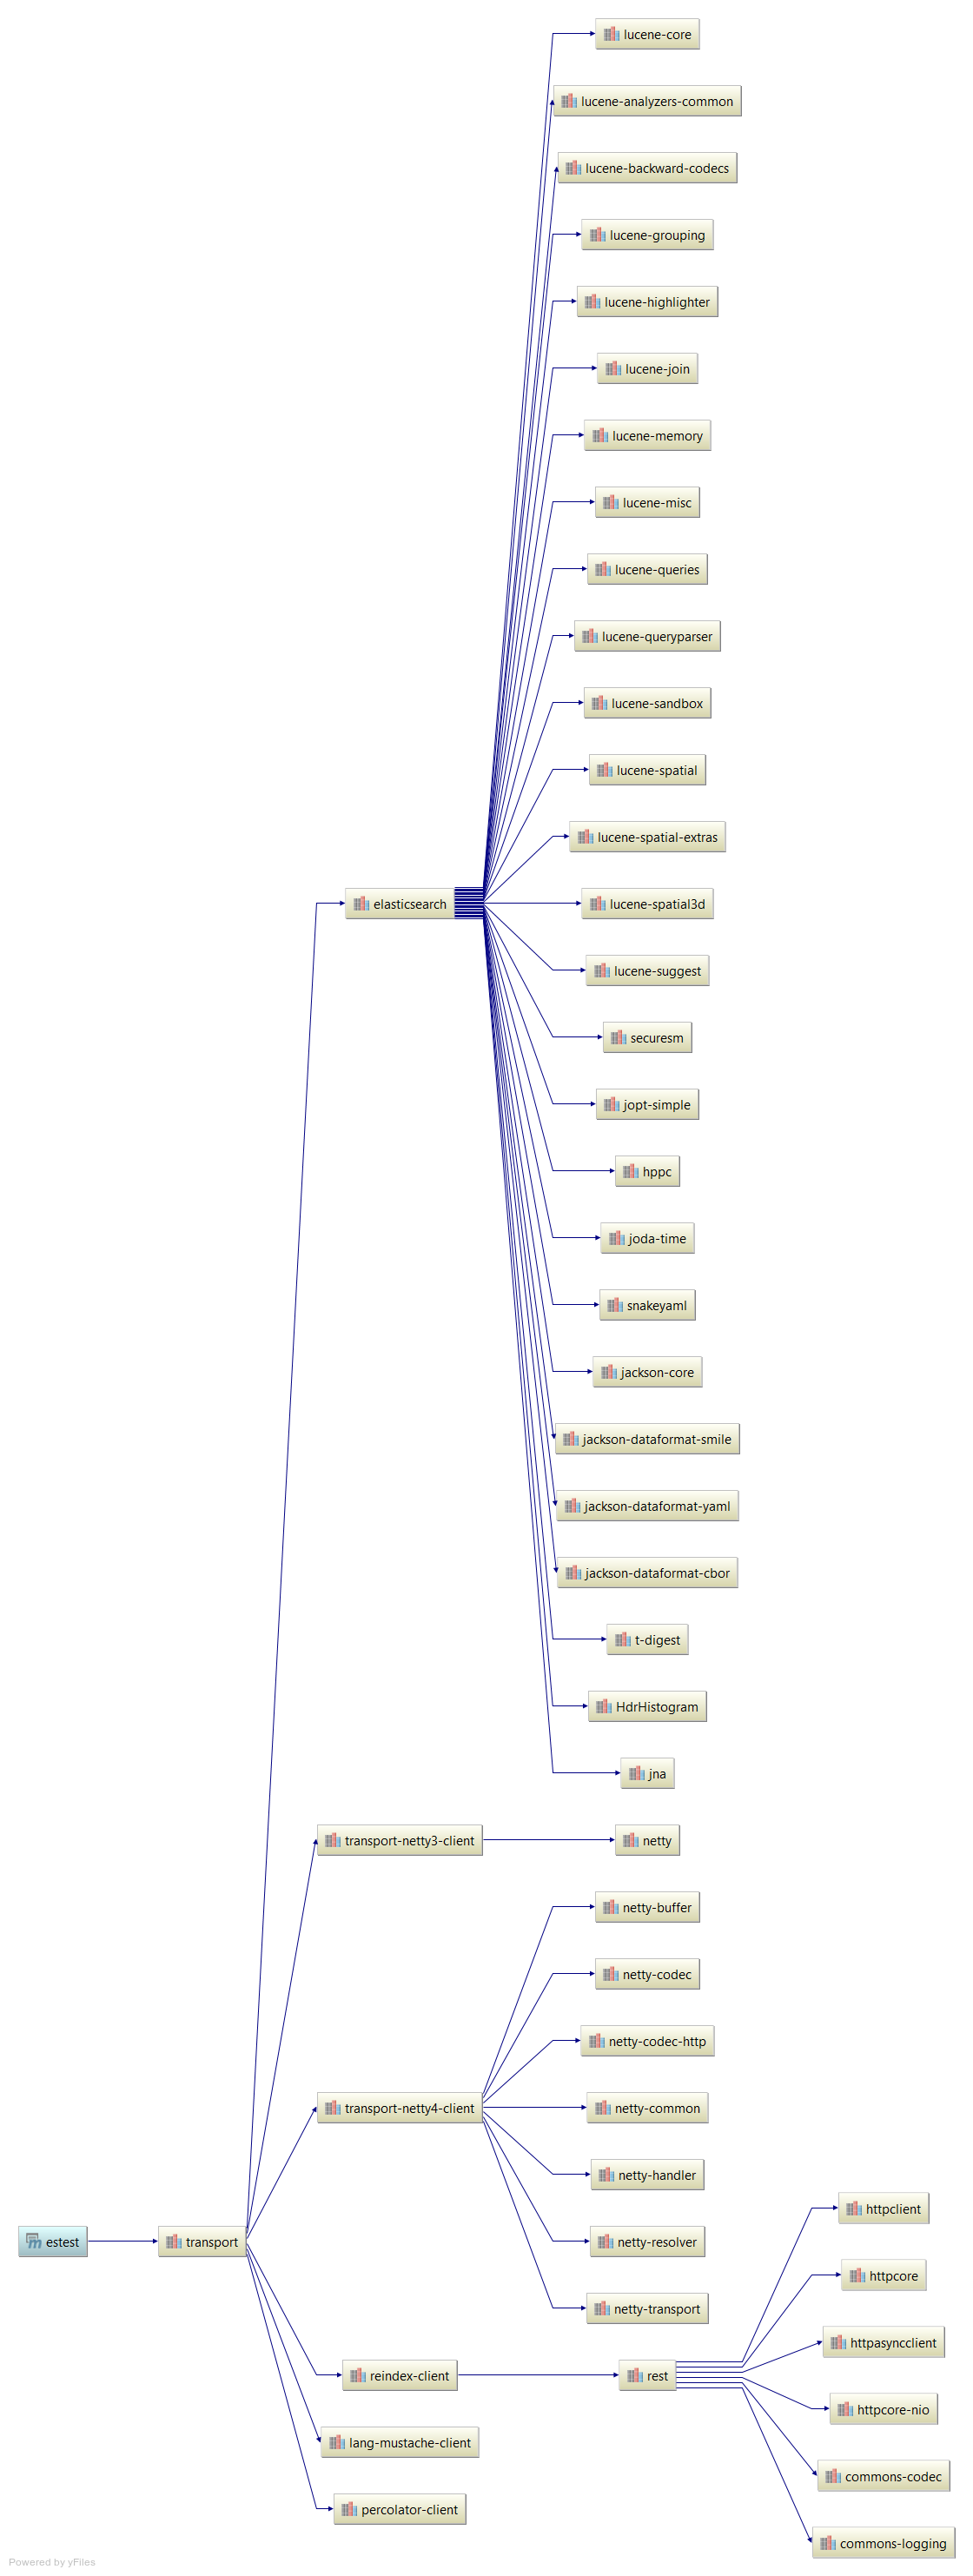 lucene-core
lucene-analyzers-common
lucene-backward-codecs
lucene-grouping
lucene-highlighter
lucene-join
lucene-memory
lucene-misc
lucene-queries
lucene-queryparser
lucene-sandbox
lucene-spatial
lucene-spatial-extras
elasticsearch
lucene-spatial3d
lucene-suggest
securesm
jopt-simple
hppc
joda-time
snakeyaml
jackson-core
jackson-dataformat-smile
jackson-dataformat-yaml
jackson-dataformat-cbor
t-digest
HdrHistogram
jna
transport-netty3-client
netty
netty-buffer
netty-codec
netty-codec-http
transport-netty4-client
netty-common
netty-handler
httpclient
estest
transport
netty-resolver
httpcore
netty-transport
httpasyncclient
reindex-client
rest
httpcore-nio
lang-mustache-client
commons-codec
percolator-client
commons-logging
Powered by yFiles